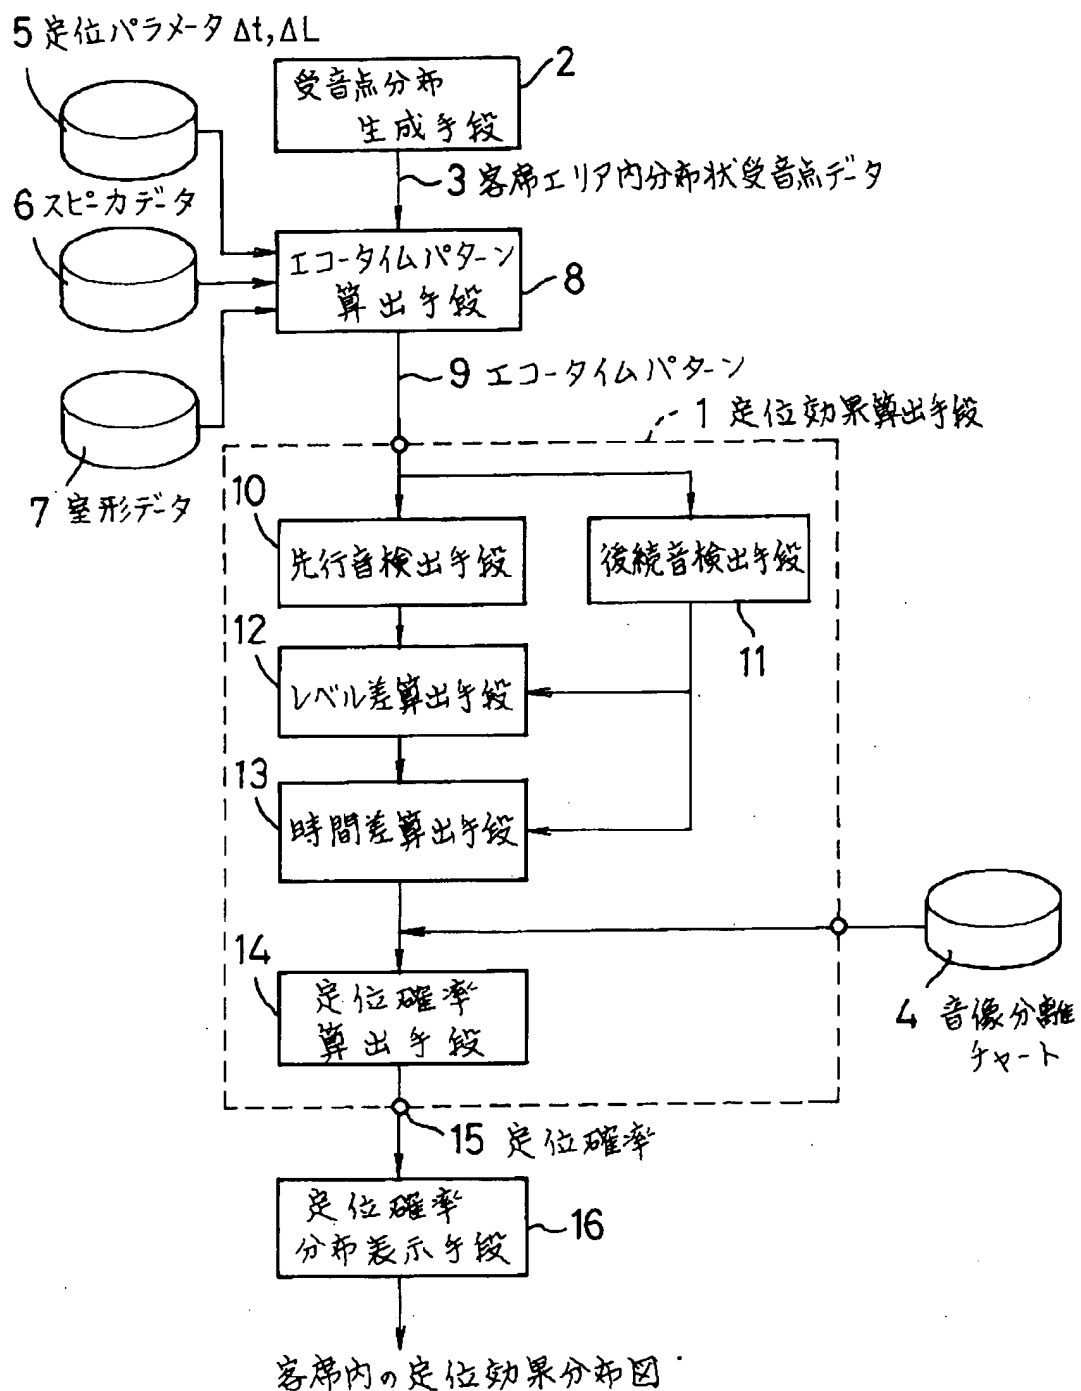 5 定位パラメータ Δt, ΔL
受音点分布
生成手段
2
3 客席エリア内分布状受音点データ
6 スピーカデータ
エコータイムパターン
算出手段
8
9 エコータイムパターン
1 定位効果算出手段
7 室形データ
10
先行音検出手段
後続音検出手段
11
12
レベル差算出手段
13
時間差算出手段
14
定位確率
算出手段
4 音像分離
チャート
15 定位確率
定位確率
分布表示手段
16
客席内の定位効果分布図